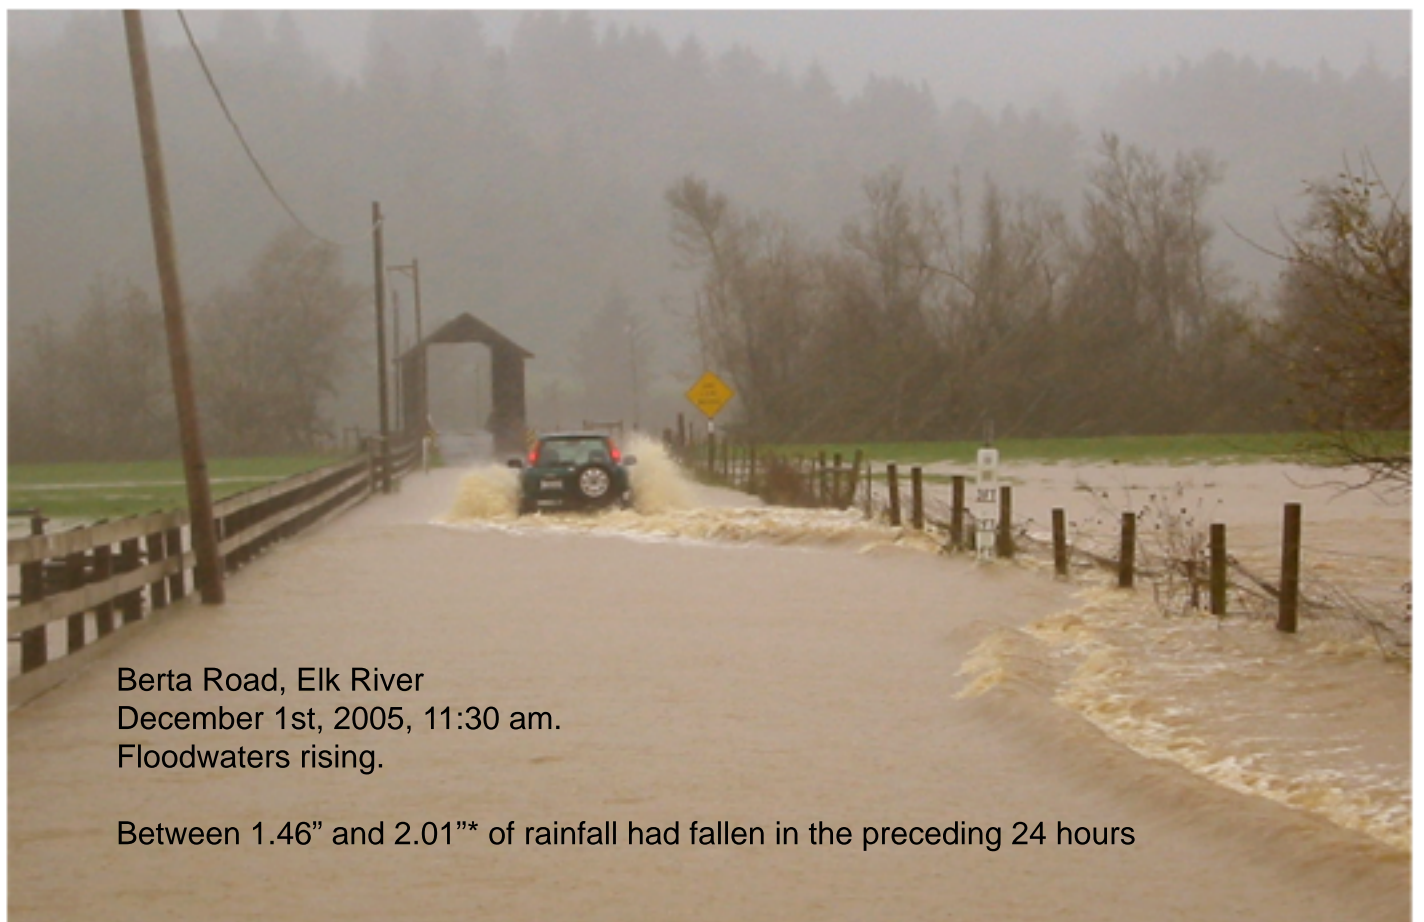 Berta Road, Elk River
December 1st, 2005, 11:30 am.
Floodwaters rising.
Between 1.46” and 2.01”* of rainfall had fallen in the preceding 24 hours